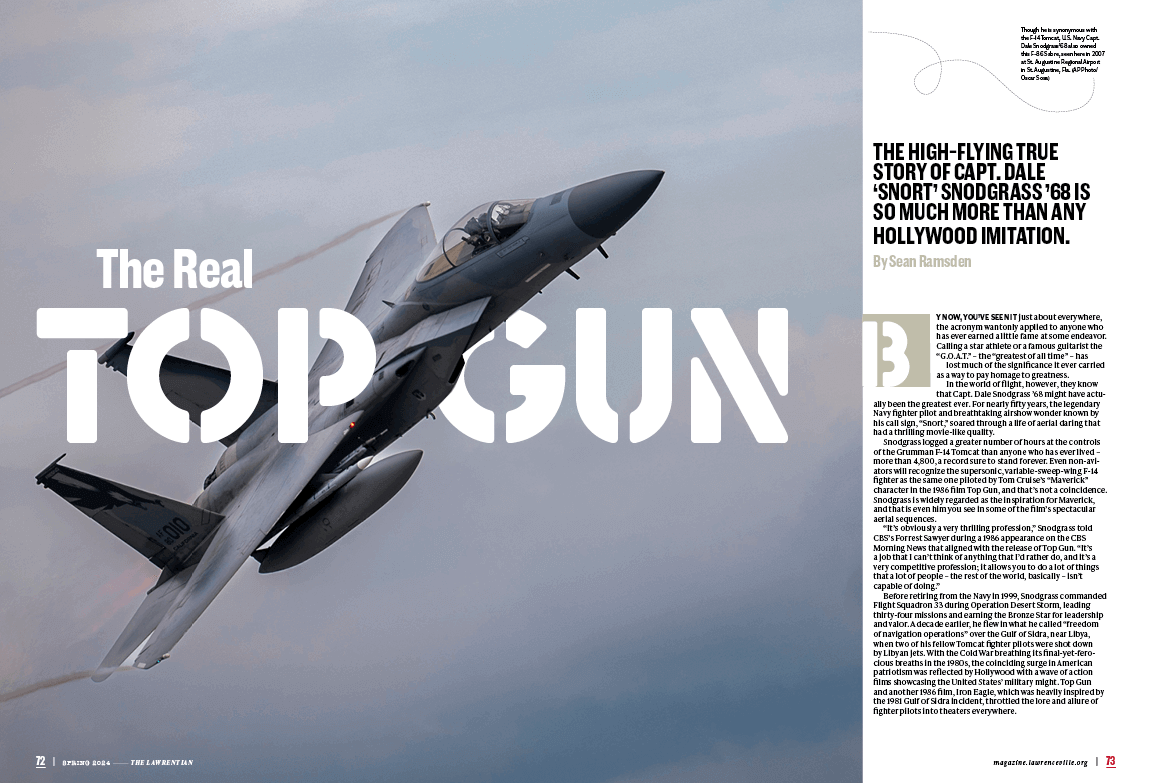 The Real
TOP GUN
010
Though he is synonymous with
the F-14 Tomcat, U.S. Navy Capt.
Dale Snodgrass ’68 also owned
this F-86 Sabre, seen here in 2007
at St. Augustine Regional Airport
in St. Augustine, Fla. (AP Photo/
Oscar Sosa)
THE HIGH-FLYING TRUE
STORY OF CAPT. DALE
‘SNORT’ SNODGRASS ’68 IS
SO MUCH MORE THAN ANY
HOLLYWOOD IMITATION.
By Sean Ramsden
BY NOW, YOU’VE SEEN IT just about everywhere,
the acronym wantonly applied to anyone who
has ever earned a little fame at some endeavor.
Calling a star athlete or a famous guitarist the
“G.O.A.T.” – the “greatest of all time” – has
lost much of the significance it ever carried
as a way to pay homage to greatness.
In the world of flight, however, they know
that Capt. Dale Snodgrass ’68 might have actu-
ally been the greatest ever. For nearly fifty years, the legendary
Navy fighter pilot and breathtaking airshow wonder known by
his call sign, “Snort,” soared through a life of aerial daring that
had a thrilling movie-like quality.
Snodgrass logged a greater number of hours at the controls
of the Grumman F-14 Tomcat than anyone who has ever lived –
more than 4,800, a record sure to stand forever. Even non-avi-
ators will recognize the supersonic, variable-sweep-wing F-14
fighter as the same one piloted by Tom Cruise’s “Maverick”
character in the 1986 film Top Gun, and that’s not a coincidence.
Snodgrass is widely regarded as the inspiration for Maverick,
and that is even him you see in some of the film’s spectacular
aerial sequences.
“It’s obviously a very thrilling profession,” Snodgrass told
CBS’s Forrest Sawyer during a 1986 appearance on the CBS
Morning News that aligned with the release of Top Gun. “It’s
a job that I can’t think of anything that I’d rather do, and it’s a
very competitive profession; it allows you to do a lot of things
that a lot of people – the rest of the world, basically – isn’t
capable of doing.”
Before retiring from the Navy in 1999, Snodgrass commanded
Flight Squadron 33 during Operation Desert Storm, leading
thirty-four missions and earning the Bronze Star for leadership
and valor. A decade earlier, he flew in what he called “freedom
of navigation operations” over the Gulf of Sidra, near Libya,
when two of his fellow Tomcat fighter pilots were shot down
by Libyan jets. With the Cold War breathing its final-yet-fero-
cious breaths in the 1980s, the coinciding surge in American
patriotism was reflected by Hollywood with a wave of action
films showcasing the United States’ military might. Top Gun
and another 1986 film, Iron Eagle, which was heavily inspired by
the 1981 Gulf of Sidra incident, throttled the lore and allure of
fighter pilots into theaters everywhere.
72 | SPRING 2024 —— THE LAWRENTIAN
magazine.lawrenceville.org | 73